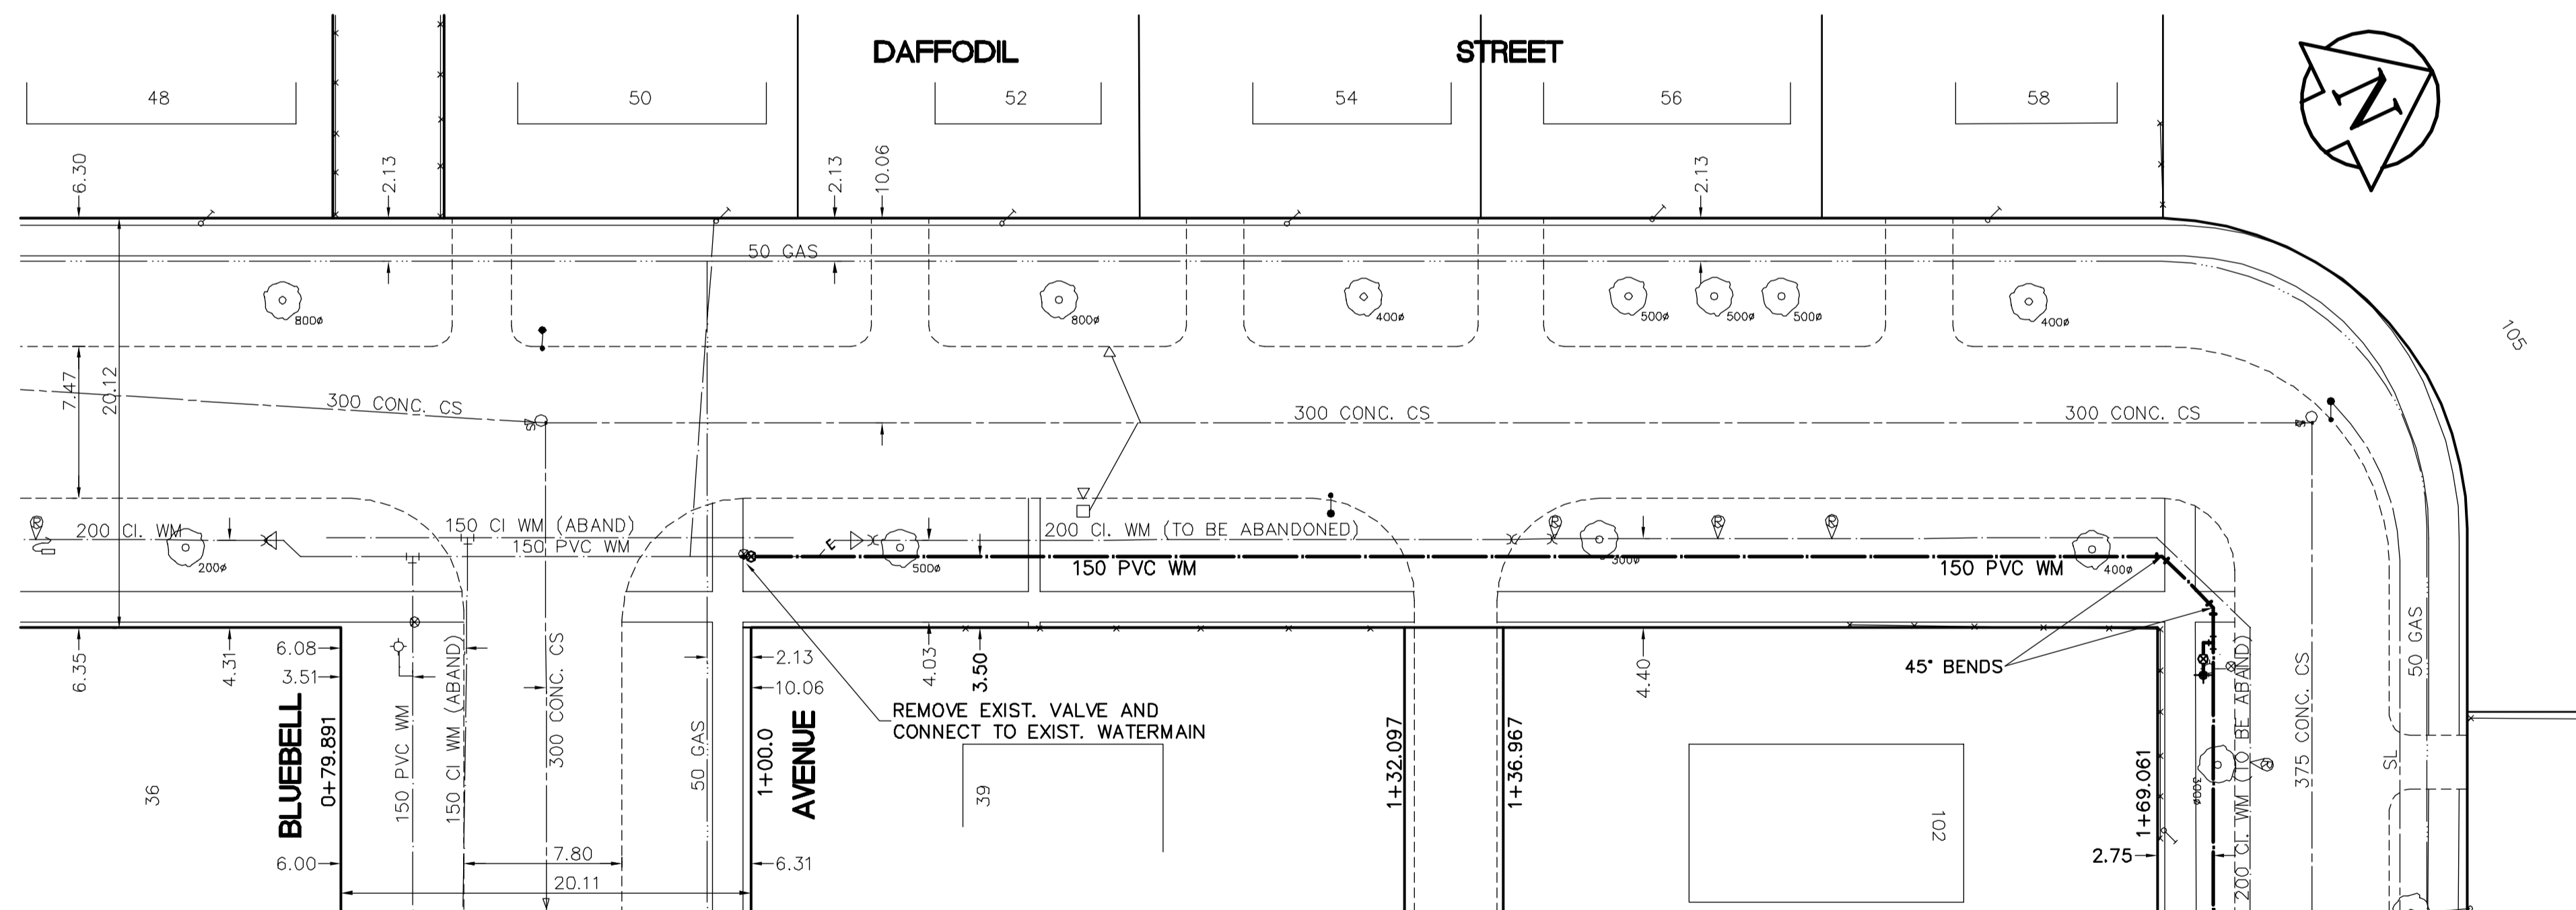 DAFFODIL STREET
48
50
52
54
56
58
N
6.30
2.13
2.13
10.06
2.13
50 GAS
105
800ø
800ø
400ø
500ø
500ø
500ø
400ø
7.47
20.12
300 CONC. CS
300 CONC. CS
300 CONC. CS
S
S
R
200 CI. WM
150 CI WM (ABAND)
150 PVC WM
200 CI. WM (TO BE ABANDONED)
R
R
R
200ø
500ø
300ø
400ø
150 PVC WM
150 PVC WM
6.35
4.31
6.08
3.51
2.13
10.06
4.03
3.50
4.40
45° BENDS
REMOVE EXIST. VALVE AND
CONNECT TO EXIST. WATERMAIN
36
BLUEBELL
0+79.891
150 PVC WM
150 CI WM (ABAND)
300 CONC. CS
50 GAS
1+00.0
AVENUE
39
1+32.097
1+36.967
102
1+69.061
300ø
200 CI. WM (TO BE ABAND)
R
375 CONC. CS
SL
50 GAS
6.00
7.80
6.31
20.11
2.75